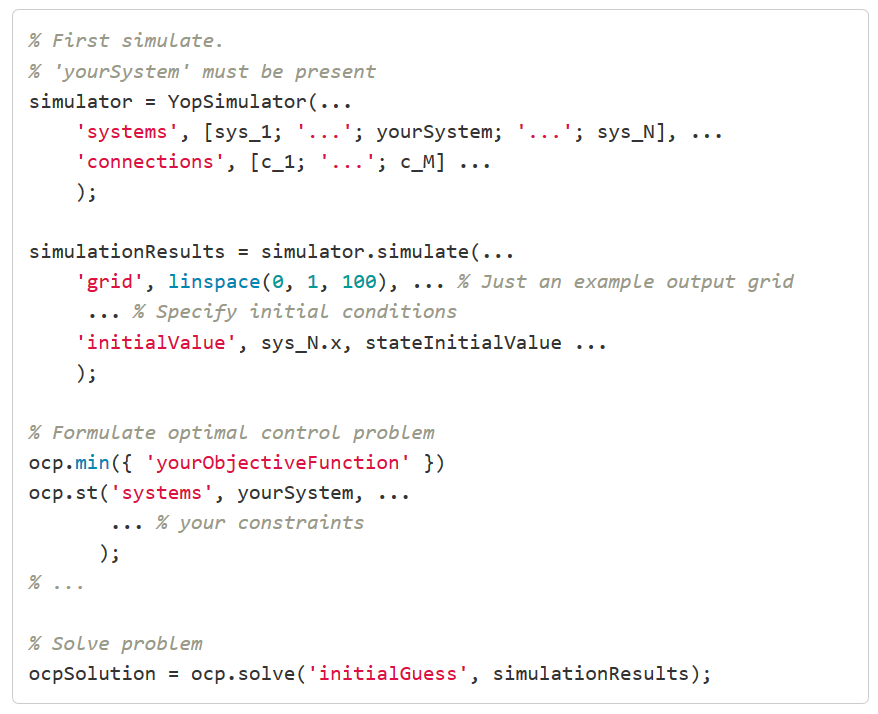 % First simulate.
% 'yourSystem' must be present
simulator = YopSimulator(...
    'systems', [sys_1; '...'; yourSystem; '...'; sys_N], ...
    'connections', [c_1; '...'; c_M] ...
    );

simulationResults = simulator.simulate(...
    'grid', linspace(0, 1, 100), ... % Just an example output grid
     ... % Specify initial conditions
    'initialValue', sys_N.x, stateInitialValue ...
    );

% Formulate optimal control problem
ocp.min({ 'yourObjectiveFunction' })
ocp.st('systems', yourSystem, ...
       ... % your constraints
      );
% ...

% Solve problem
ocpSolution = ocp.solve('initialGuess', simulationResults);